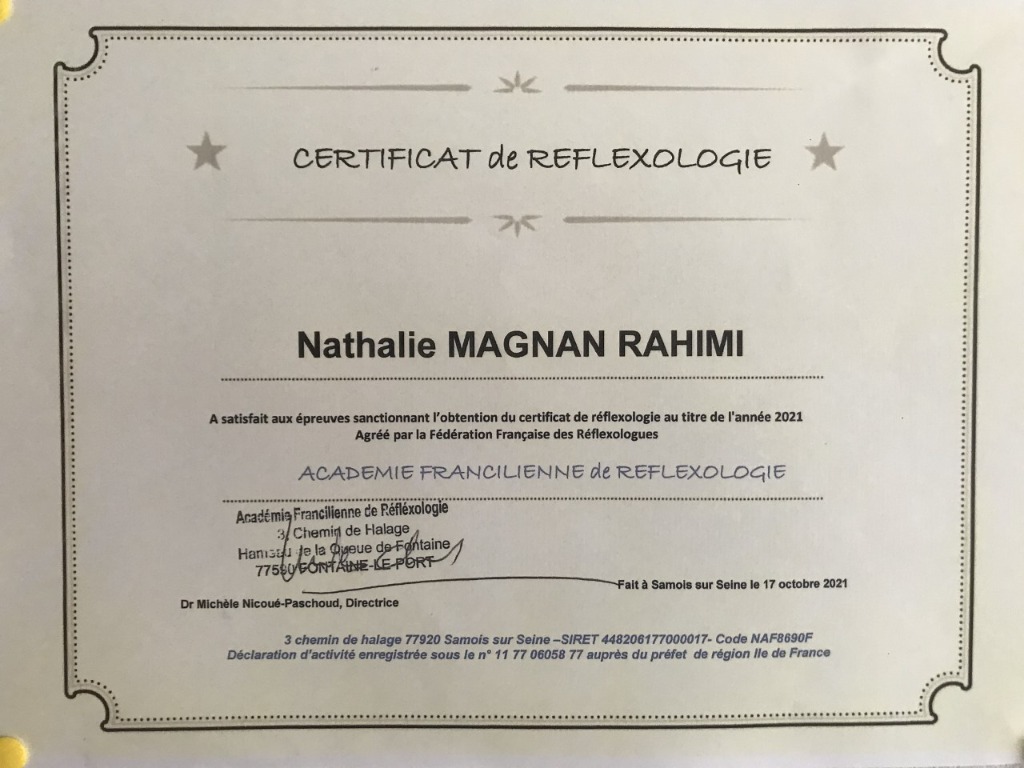 CERTIFICAT de REFLEXOLOGIE
Nathalie MAGNAN RAHIMI
A satisfait aux épreuves sanctionnant l'obtention du certificat de réflexologie au titre de l'année 2021
Agréé par la Fédération Française des Réflexologues
ACADEMIE FRANCILIENNE de REFLEXOLOGIE
Académie Francilienne de Réfléxologie
3, Chemin de Halage
Hameau de la Queue de Fontaine
77590 FONTAINE-LE-PORT
Fait à Samois sur Seine le 17 octobre 2021
Dr Michèle Nicoué-Paschoud, Directrice
3 chemin de halage 77920 Samois sur Seine –SIRET 448206177000017- Code NAF8690F
Déclaration d'activité enregistrée sous le n° 11 77 06058 77 auprès du préfet de région Ile de France